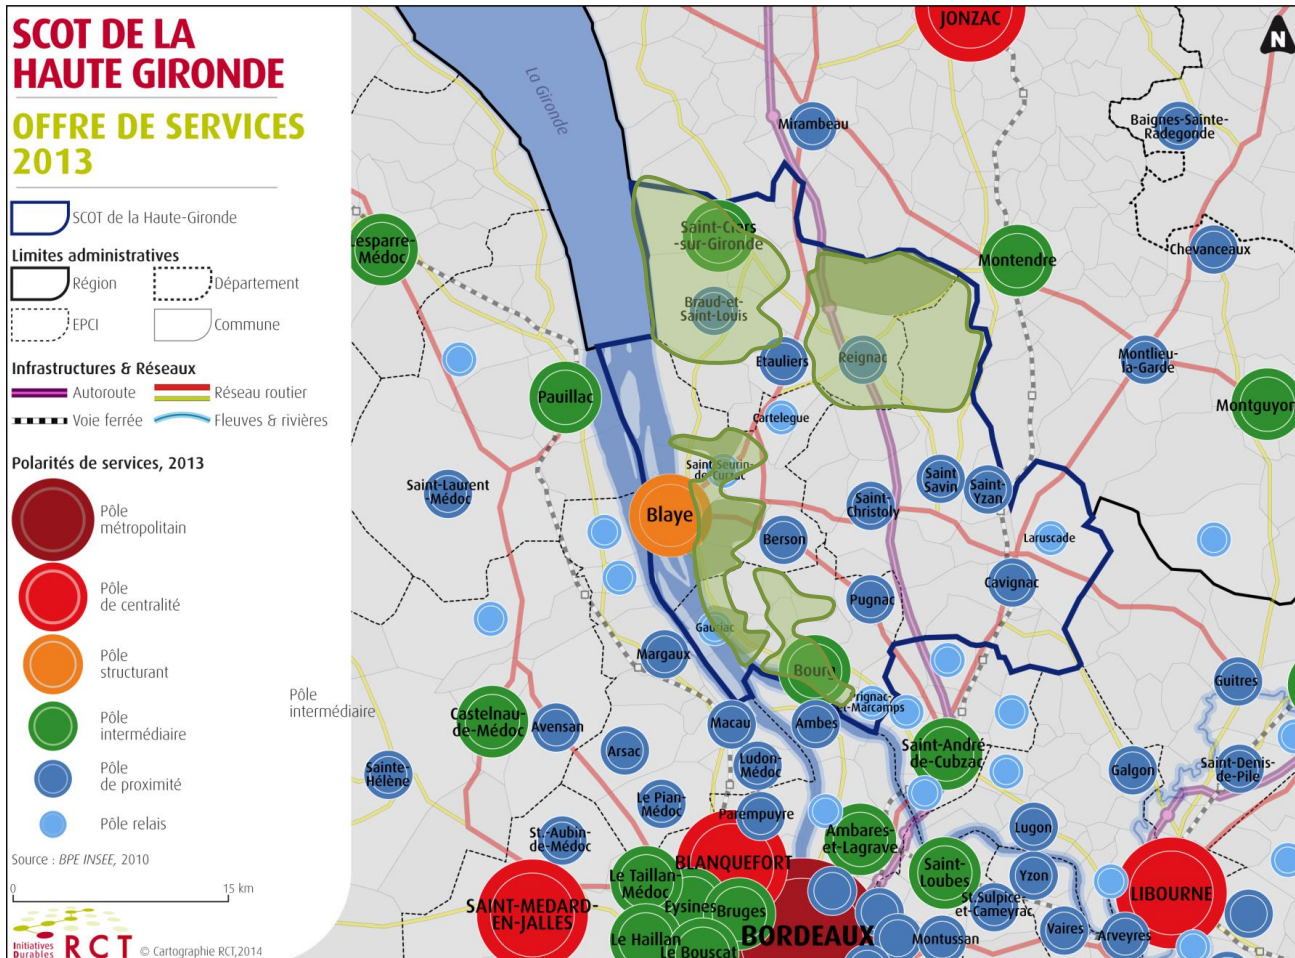 SCOT DE LA
HAUTE GIRONDE
OFFRE DE SERVICES
2013
SCOT de la Haute-Gironde
Limites administratives
Région
Département
EPCI
Commune
Infrastructures & Réseaux
Autoroute
Réseau routier
Voie ferrée
Fleuves & rivières
Polarités de services, 2013
Pôle
métropolitain
Pôle
de centralité
Pôle
structurant
Pôle
intermédiaire
Pôle
intermédiaire
Pôle
de proximité
Pôle relais
Source : BPE INSEE, 2010
0
15 km
Initiatives
Durables
RCT
© Cartographie RCT,2014
N
JONZAC
La Gironde
Mirambeau
Baignes-Sainte-
Radegonde
Saint-Ciers
-sur-Gironde
Lesparre-
Médoc
Montendre
Chevanceaux
Braud-et-
Saint-Louis
Etauliers
Reignac
Montlieu-
la-Garde
Pauillac
Cartelegue
Montguyon
Saint-Laurent
-Médoc
Saint Seurin-
de-Cursac
Saint
Savin
Saint-
Yzan
Blaye
Saint-
Christoly
Berson
Laruscade
Cavignac
Pugnac
Gauriac
Margaux
Bourg
Guitres
Castelnau-
de-Médoc
Avensan
Macau
Ambes
Arsac
Saint-André-
de-Cubzac
Sainte-
Hélène
Ludon-
Médoc
Galgon
Saint-Denis-
de-Pile
Le Pian-
Médoc
Parempuyre
St.-Aubin-
de-Médoc
Ambares-
et-Lagrave
Lugon
BLANQUEFORT
Le Taillan-
Médoc
Saint-
Loubes
Yzon
LIBOURNE
SAINT-MEDARD-
EN-JALLES
Eysines
Bruges
St.Sulpice-
et-Cameyrac
Le Haillan
BORDEAUX
Montussan
Vaires
Arveyres
Le Bouscat